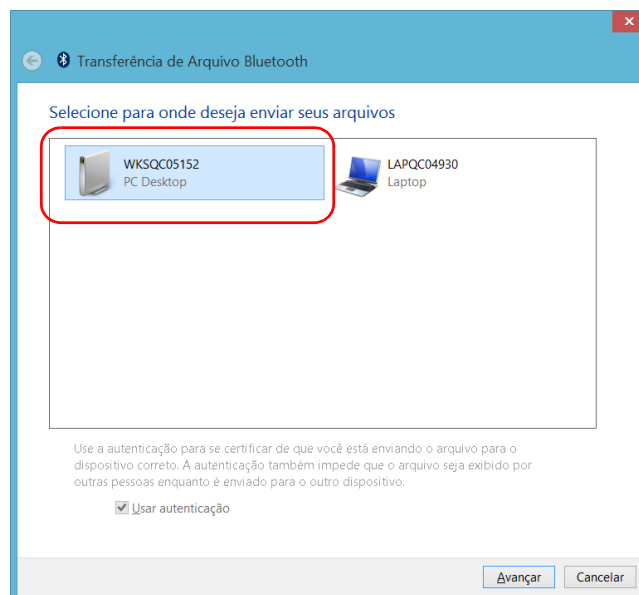 Transferência de Arquivo Bluetooth
Selecione para onde deseja enviar seus arquivos
WKSQC05152
PC Desktop
LAPQC04930
Laptop
Use a autenticação para se certificar de que você está enviando o arquivo para o
dispositivo correto. A autenticação também impede que o arquivo seja exibido por
outras pessoas enquanto é enviado para o outro dispositivo.
Usar autenticação
Avançar
Cancelar